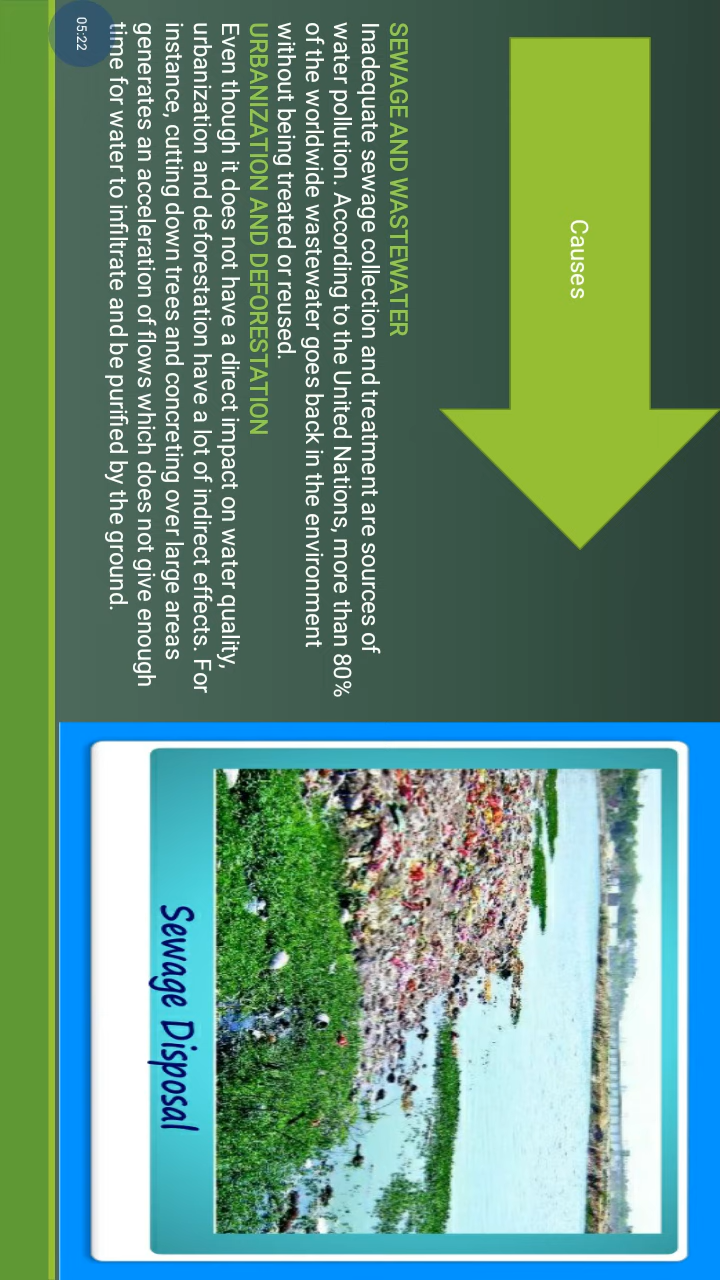 Causes
SEWAGE AND WASTEWATER
Inadequate sewage collection and treatment are sources of
water pollution. According to the United Nations, more than 80%
of the worldwide wastewater goes back in the environment
without being treated or reused.
URBANIZATION AND DEFORESTATION
Even though it does not have a direct impact on water quality,
urbanization and deforestation have a lot of indirect effects. For
instance, cutting down trees and concreting over large areas
generates an acceleration of flows which does not give enough
time for water to infiltrate and be purified by the ground.
05:22
Sewage Disposal